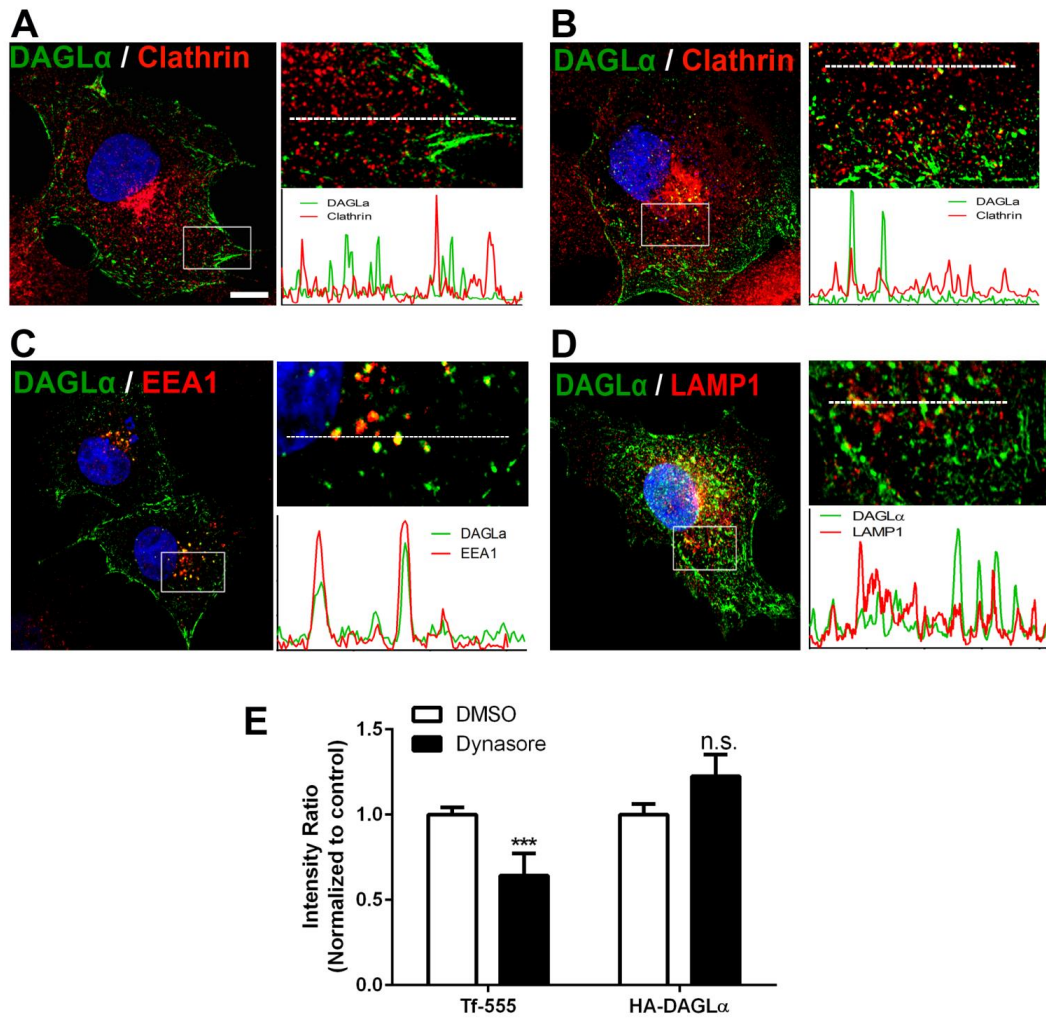 A
DAGLα / Clathrin
DAGLa
Clathrin
B
DAGLα / Clathrin
DAGLa
Clathrin
C
DAGLα / EEA1
DAGLa
EEA1
D
DAGLα / LAMP1
DAGLα
LAMP1
E
DMSO
Dynasore
Intensity Ratio
(Normalized to control)
1.5
1.0
0.5
0.0
***
n.s.
Tf-555
HA-DAGLα